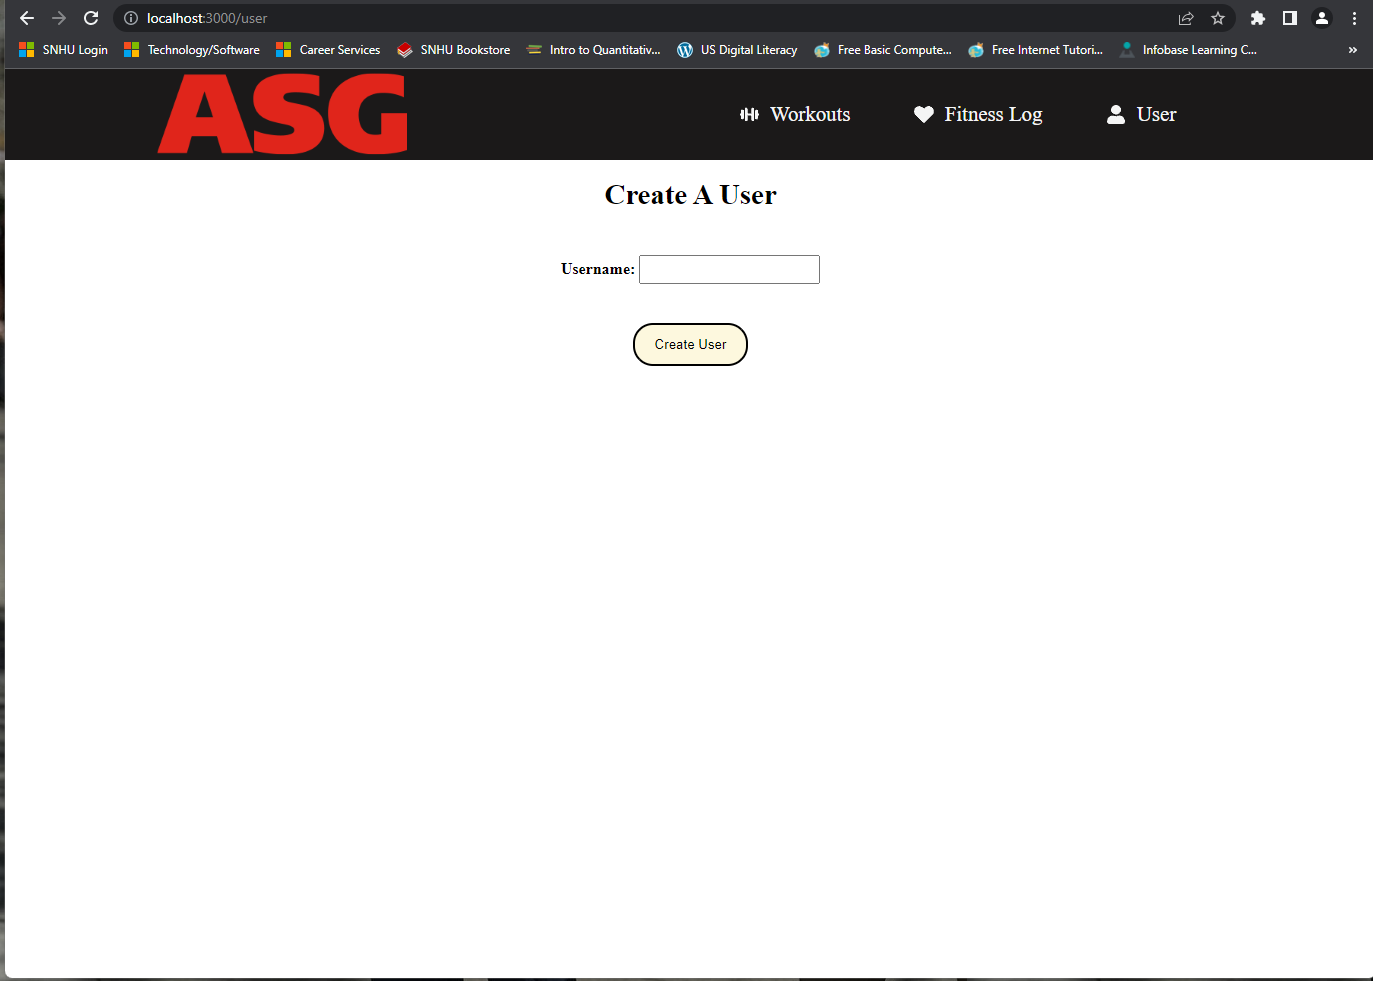 localhost:3000/user
SNHU Login Technology/Software Career Services SNHU Bookstore Intro to Quantitativ... US Digital Literacy Free Basic Compute... Free Internet Tutori... Infobase Learning C... »
ASG Workouts Fitness Log User
Create A User
Username:
Create User